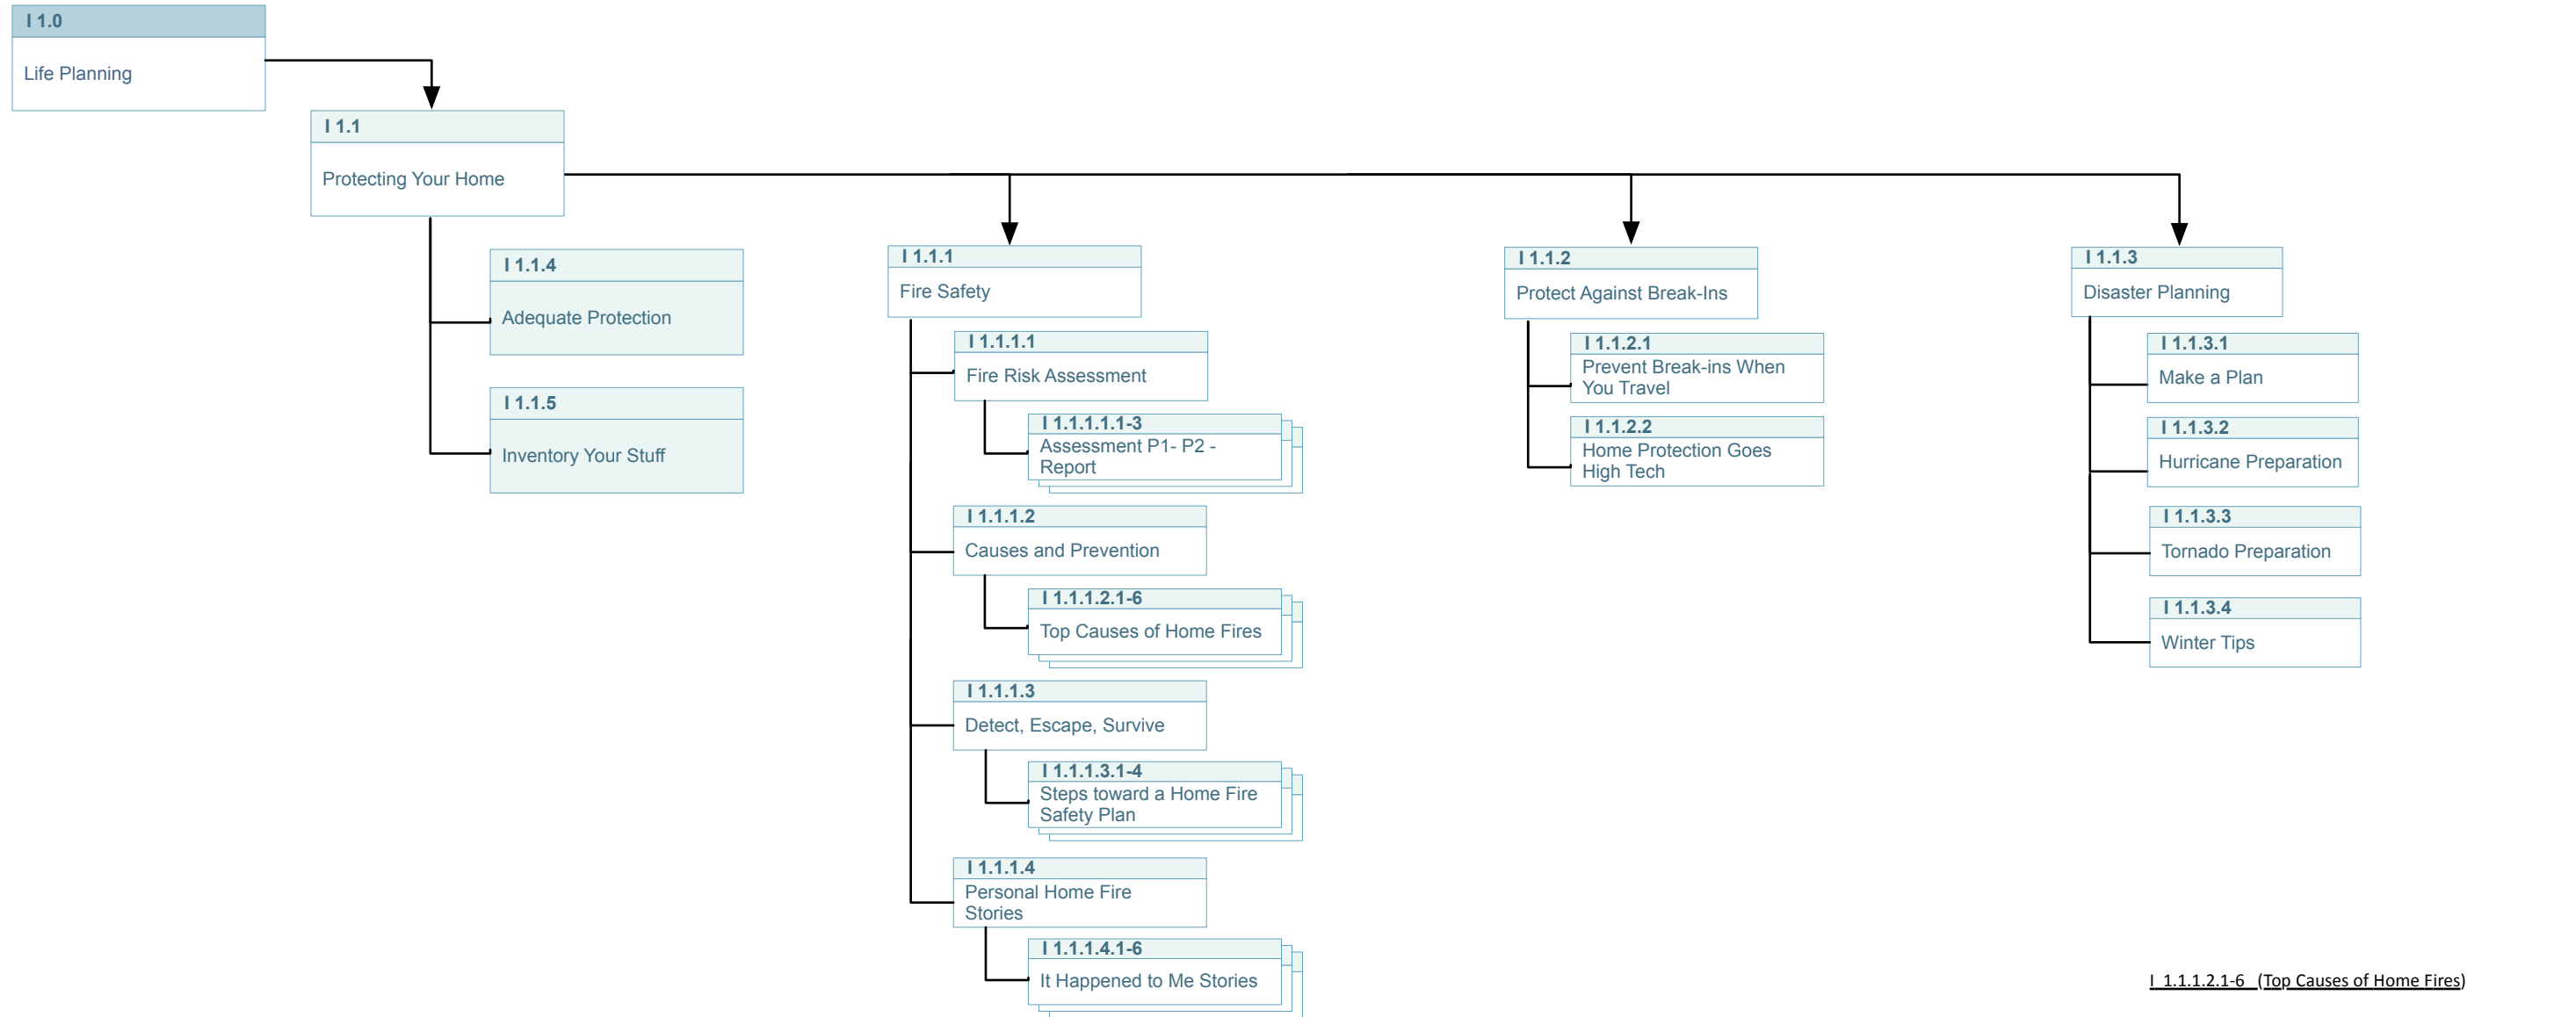 I 1.0
Life Planning
I 1.1
Protecting Your Home
I 1.1.4
Adequate Protection
I 1.1.5
Inventory Your Stuff
I 1.1.1
Fire Safety
I 1.1.1.1
Fire Risk Assessment
I 1.1.1.1.1-3
Assessment P1- P2 -
Report
I 1.1.1.2
Causes and Prevention
I 1.1.1.2.1-6
Top Causes of Home Fires
I 1.1.1.3
Detect, Escape, Survive
I 1.1.1.3.1-4
Steps toward a Home Fire
Safety Plan
I 1.1.1.4
Personal Home Fire
Stories
I 1.1.1.4.1-6
It Happened to Me Stories
I 1.1.2
Protect Against Break-Ins
I 1.1.2.1
Prevent Break-ins When
You Travel
I 1.1.2.2
Home Protection Goes
High Tech
I 1.1.3
Disaster Planning
I 1.1.3.1
Make a Plan
I 1.1.3.2
Hurricane Preparation
I 1.1.3.3
Tornado Preparation
I 1.1.3.4
Winter Tips
I 1.1.1.2.1-6 (Top Causes of Home Fires)